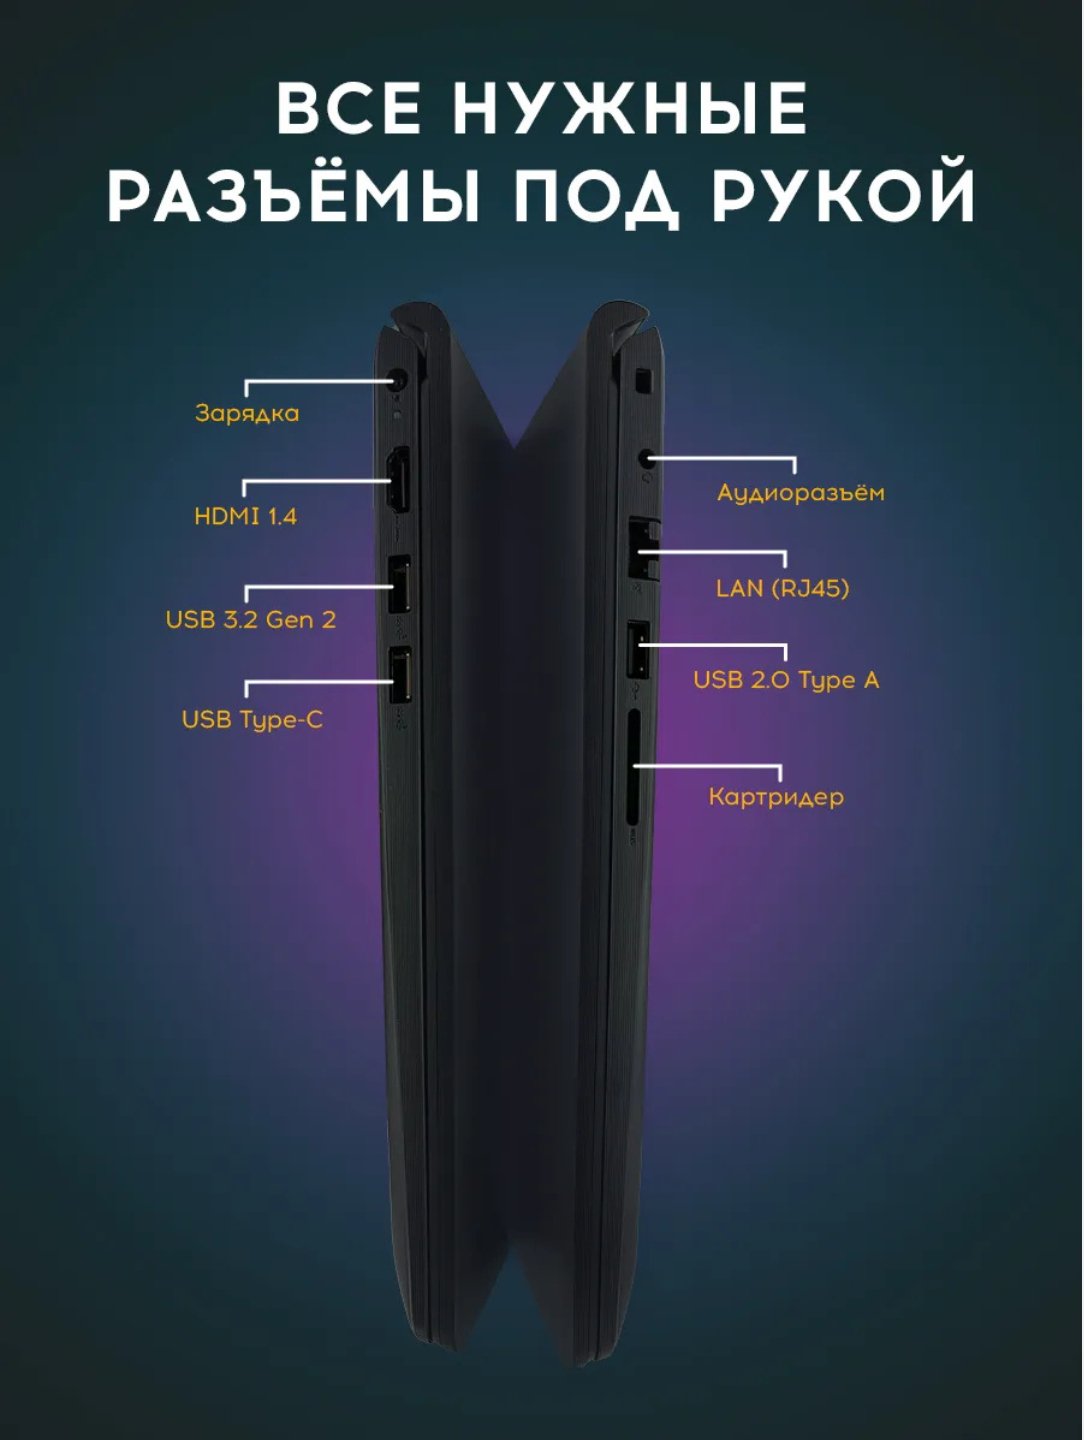 ВСЕ НУЖНЫЕ
РАЗЪЁМЫ ПОД РУКОЙ
Зарядка
HDMI 1.4
USB 3.2 Gen 2
USB Type-C
Аудиоразъём
LAN (RJ45)
USB 2.0 Type A
Картридер